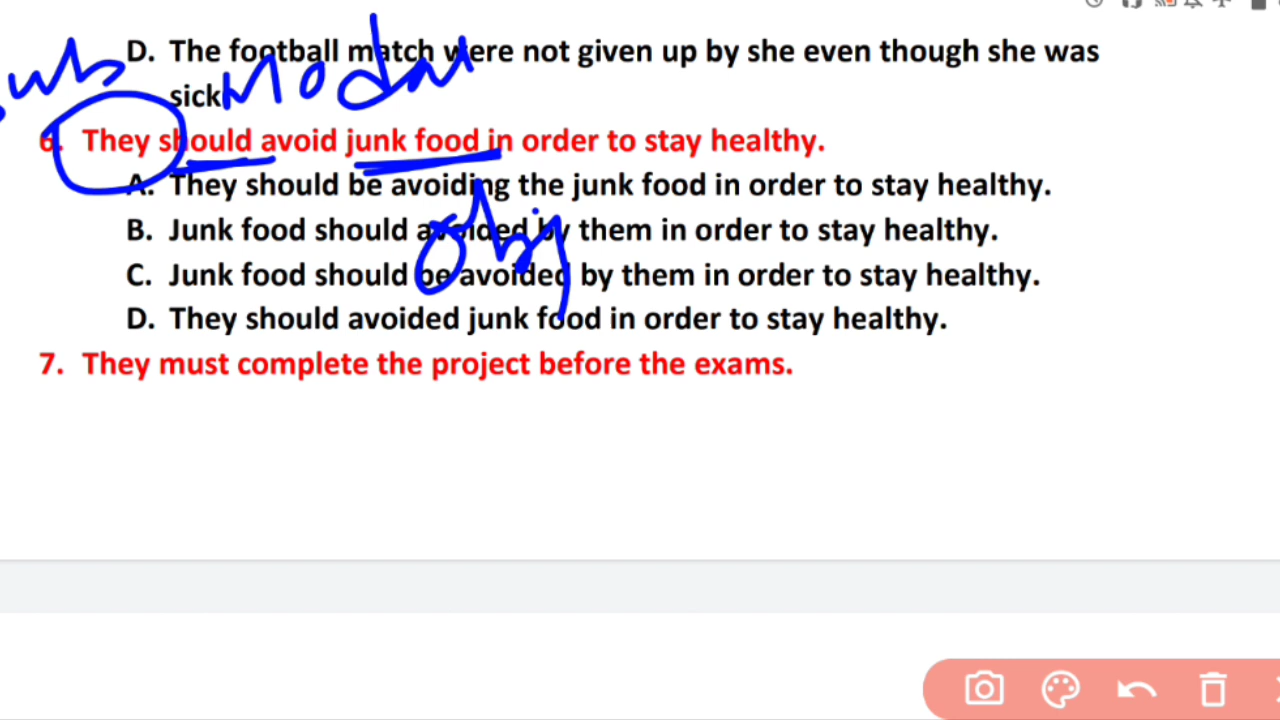 D. The football match were not given up by she even though she was
sub
sick
Modal
6. They should avoid junk food in order to stay healthy.
A. They should be avoiding the junk food in order to stay healthy.
B. Junk food should avoided by them in order to stay healthy.
obj
C. Junk food should be avoided by them in order to stay healthy.
D. They should avoided junk food in order to stay healthy.
7. They must complete the project before the exams.